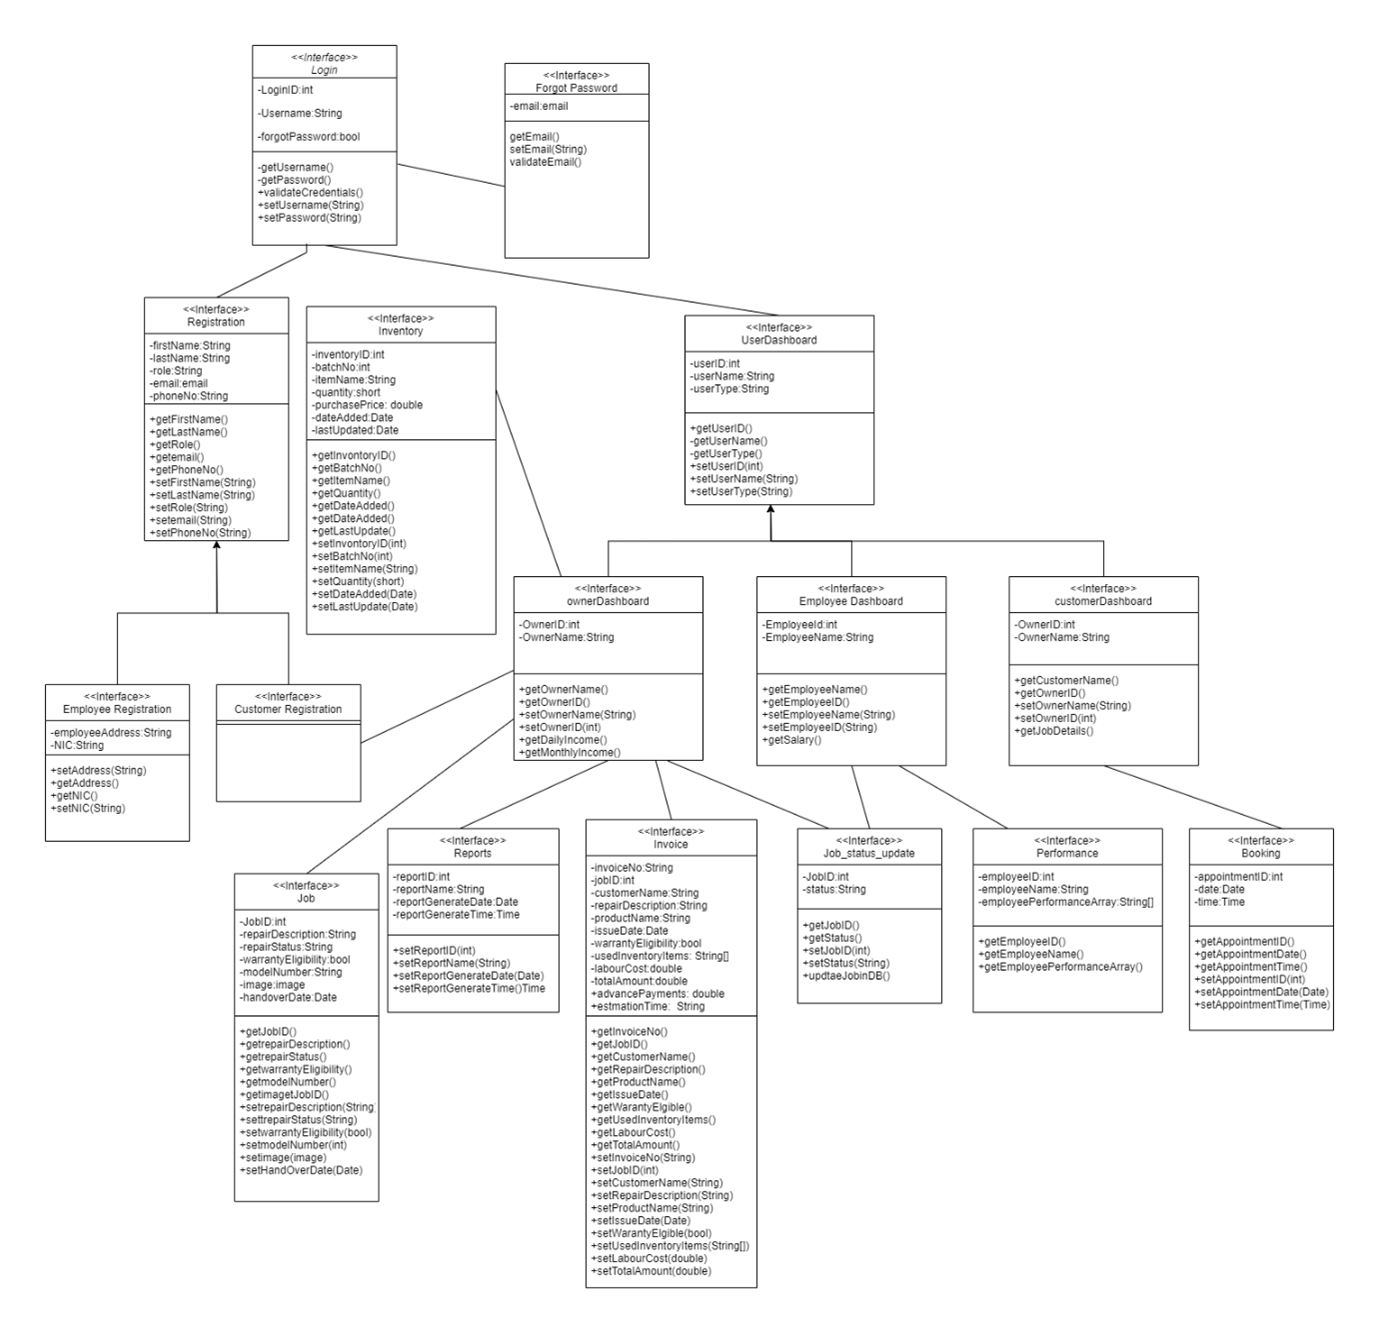 <<Interface>>
Login
-LoginID:int
-Username:String
-forgotPassword:bool
-getUsername()
-getPassword()
+validateCredentials()
+setUsername(String)
+setPassword(String)
<<Interface>>
Forgot Password
-email:email
getEmail()
setEmail(String)
validateEmail()
<<Interface>>
Registration
-firstName:String
-lastName:String
-role:String
-email:email
-phoneNo:String
+getFirstName()
+getLastName()
+getRole()
+getemail()
+getPhoneNo()
+setFirstName(String)
+setLastName(String)
+setRole(String)
+setemail(String)
+setPhoneNo(String)
<<Interface>>
Inventory
-inventoryID:int
-batchNo:int
-itemName:String
-quantity:short
-purchasePrice: double
-dateAdded:Date
-lastUpdated:Date
+getInvontoryID()
+getBatchNo()
+getItemName()
+getQuantity()
+getDateAdded()
+getDateAdded()
+getLastUpdate()
+setInvontoryID(int)
+setBatchNo(int)
+setItemName(String)
+setQuantity(short)
+setDateAdded(Date)
+setLastUpdate(Date)
<<Interface>>
UserDashboard
-userID:int
-userName:String
-userType:String
+getUserID()
-getUserName()
-getUserType()
+setUserID(int)
+setUserName(String)
+setUserType(String)
<<Interface>>
ownerDashboard
-OwnerID:int
-OwnerName:String
+getOwnerName()
+getOwnerID()
+setOwnerName(String)
+setOwnerID(int)
+getDailyIncome()
+getMonthlyIncome()
<<Interface>>
Employee Dashboard
-EmployeeId:int
-EmployeeName:String
+getEmployeeName()
+getEmployeeID()
+setEmployeeName(String)
+setEmployeeID(String)
+getSalary()
<<Interface>>
customerDashboard
-OwnerID:int
-OwnerName:String
+getCustomerName()
+getOwnerID()
+setOwnerName(String)
+setOwnerID(int)
+getJobDetails()
<<Interface>>
Employee Registration
-employeeAddress:String
-NIC:String
+setAddress(String)
+getAddress()
+getNIC()
+setNIC(String)
<<Interface>>
Customer Registration
<<Interface>>
Job
-JobID:int
-repairDescription:String
-repairStatus:String
-warrantyEligibility:bool
-modelNumber:String
-image:image
-handoverDate:Date
+getJobID()
+getrepairDescription()
+getrepairStatus()
+getwarrantyEligibility()
+getmodelNumber()
+getimagetJobID()
+setrepairDescription(String)
+settrepairStatus(String)
+setwarrantyEligibility(bool)
+setmodelNumber(int)
+setimage(image)
+setHandOverDate(Date)
<<Interface>>
Reports
-reportID:int
-reportName:String
-reportGenerateDate:Date
-reportGenerateTime:Time
+setReportID(int)
+setReportName(String)
+setReportGenerateDate(Date)
+setReportGenerateTime()Time
<<Interface>>
Invoice
-invoiceNo:String
-jobID:int
-customerName:String
-repairDescription:String
-productName:String
-issueDate:Date
-warrantyEligibility:bool
-usedInventoryItems: String[]
-labourCost:double
-totalAmount:double
+advancePayments: double
+estmationTime: String
+getInvoiceNo()
+getJobID()
+getCustomerName()
+getRepairDescription()
+getProductName()
+getIssueDate()
+getWarantyElgible()
+getUsedInventoryItems()
+getLabourCost()
+getTotalAmount()
+setInvoiceNo(String)
+setJobID(int)
+setCustomerName(String)
+setRepairDescription(String)
+setProductName(String)
+setIssueDate(Date)
+setWarantyElgible(bool)
+setUsedInventoryItems(String[])
+setLabourCost(double)
+setTotalAmount(double)
<<Interface>>
Job_status_update
-JobID:int
-status:String
+getJobID()
+getStatus()
+setJobID(int)
+setStatus(String)
+updtaeJobinDB()
<<Interface>>
Performance
-employeeID:int
-employeeName:String
-employeePerformanceArray:String[]
+getEmployeeID()
+getEmployeeName()
+getEmployeePerformanceArray()
<<Interface>>
Booking
-appointmentID:int
-date:Date
-time:Time
+getAppointmentID()
+getAppointmentDate()
+getAppointmentTime()
+setAppointmentID(int)
+setAppointmentDate(Date)
+setAppointmentTime(Time)